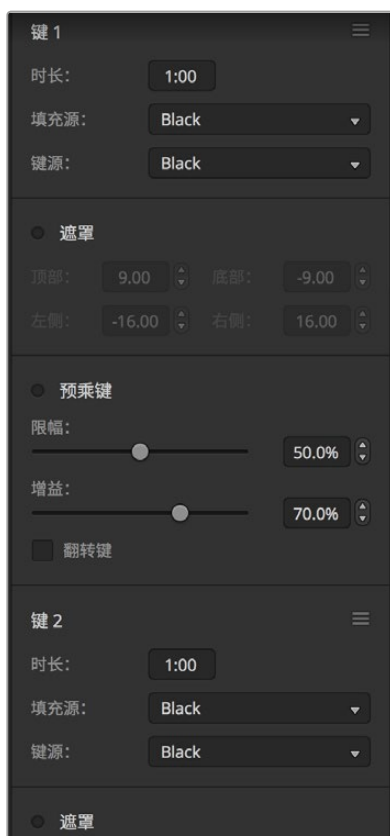 键 1
时长： 1:00
填充源： Black
键源： Black
遮罩
顶部： 9.00 底部： -9.00
左侧： -16.00 右侧： 16.00
预乘键
限幅：
50.0%
增益：
70.0%
翻转键
键 2
时长： 1:00
填充源： Black
键源： Black
遮罩